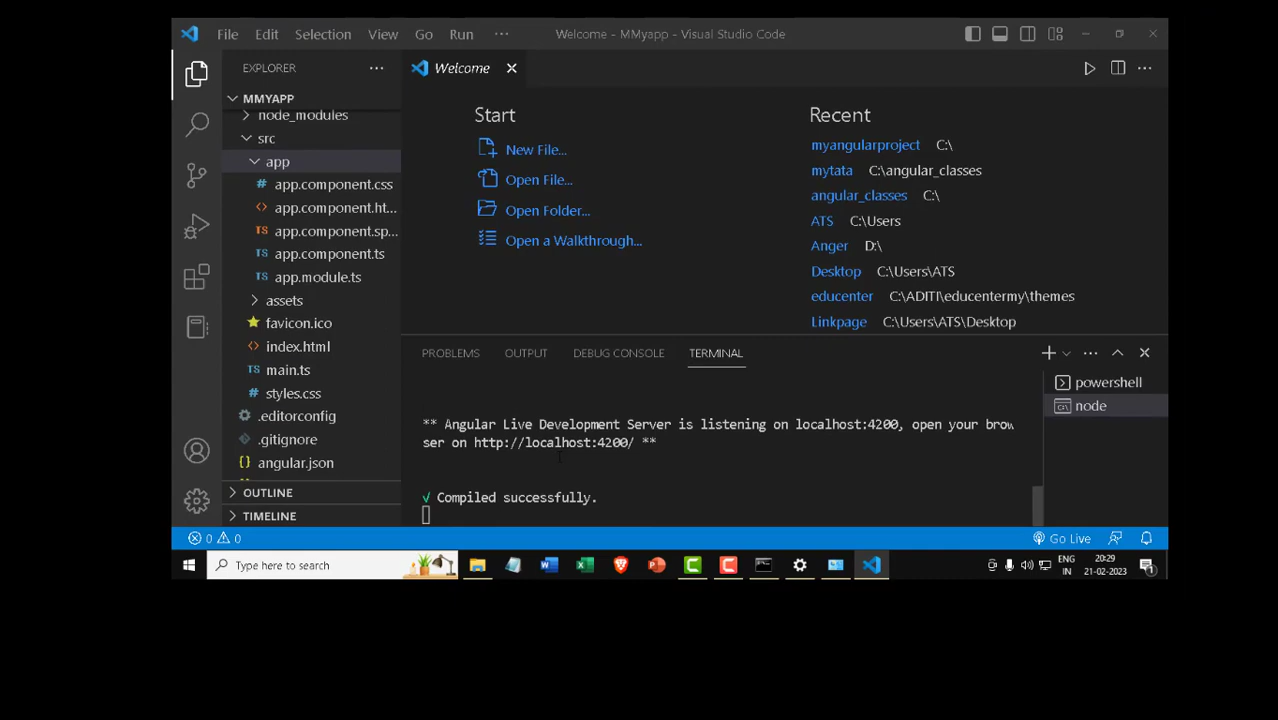 File Edit Selection View Go Run ··· Welcome - MMyapp - Visual Studio Code
EXPLORER ···
Welcome
MMYAPP
node_modules
src
app
app.component.css
app.component.ht...
app.component.sp...
TS app.component.ts
TS app.module.ts
assets
favicon.ico
index.html
TS main.ts
# styles.css
.editorconfig
.gitignore
angular.json
OUTLINE
TIMELINE
Start
New File...
Open File...
Open Folder...
Open a Walkthrough...
Recent
myangularproject C:\
mytata C:\angular_classes
angular_classes C:\
ATS C:\Users
Anger D:\
Desktop C:\Users\ATS
educenter C:\ADITI\educentermy\themes
Linkpage C:\Users\ATS\Desktop
PROBLEMS OUTPUT DEBUG CONSOLE TERMINAL
** Angular Live Development Server is listening on localhost:4200, open your brow
ser on http://localhost:4200/ **
√ Compiled successfully.
powershell
node
0 0 Go Live
Type here to search
ENG
IN
20:29
21-02-2023
1